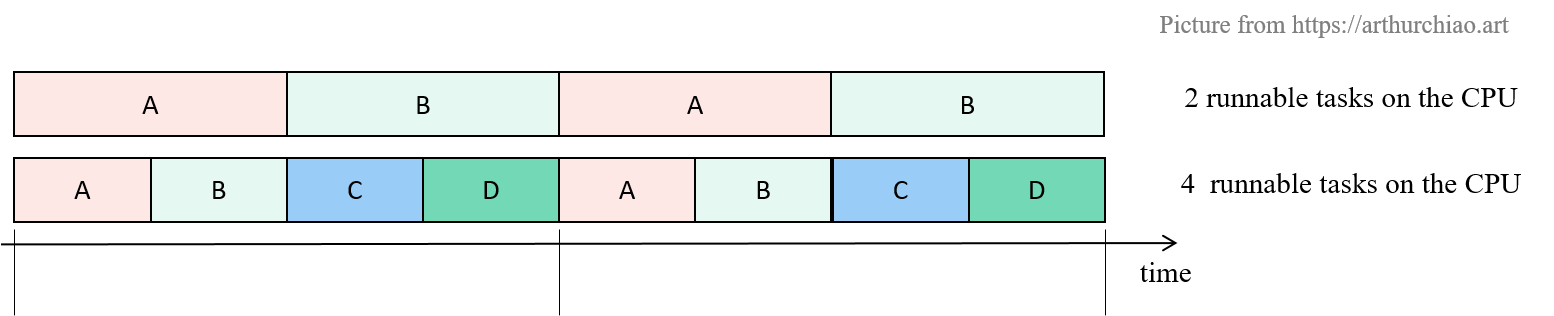 Picture from https://arthurchiao.art
A B A B 2 runnable tasks on the CPU
A B C D A B C D 4 runnable tasks on the CPU
time